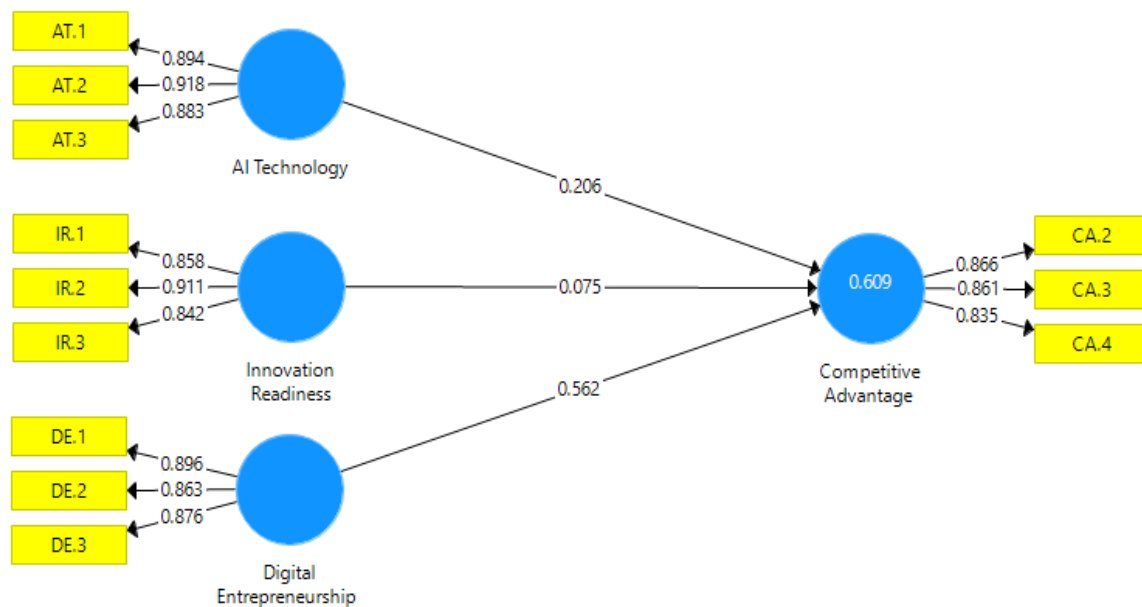 AT.1
0.894
AT.2
0.918
AT.3
0.883
AI Technology
0.206
IR.1
0.858
IR.2
0.911
IR.3
0.842
Innovation
Readiness
0.075
DE.1
0.896
DE.2
0.863
DE.3
0.876
Digital
Entrepreneurship
0.562
0.609
Competitive
Advantage
0.866
CA.2
0.861
CA.3
0.835
CA.4